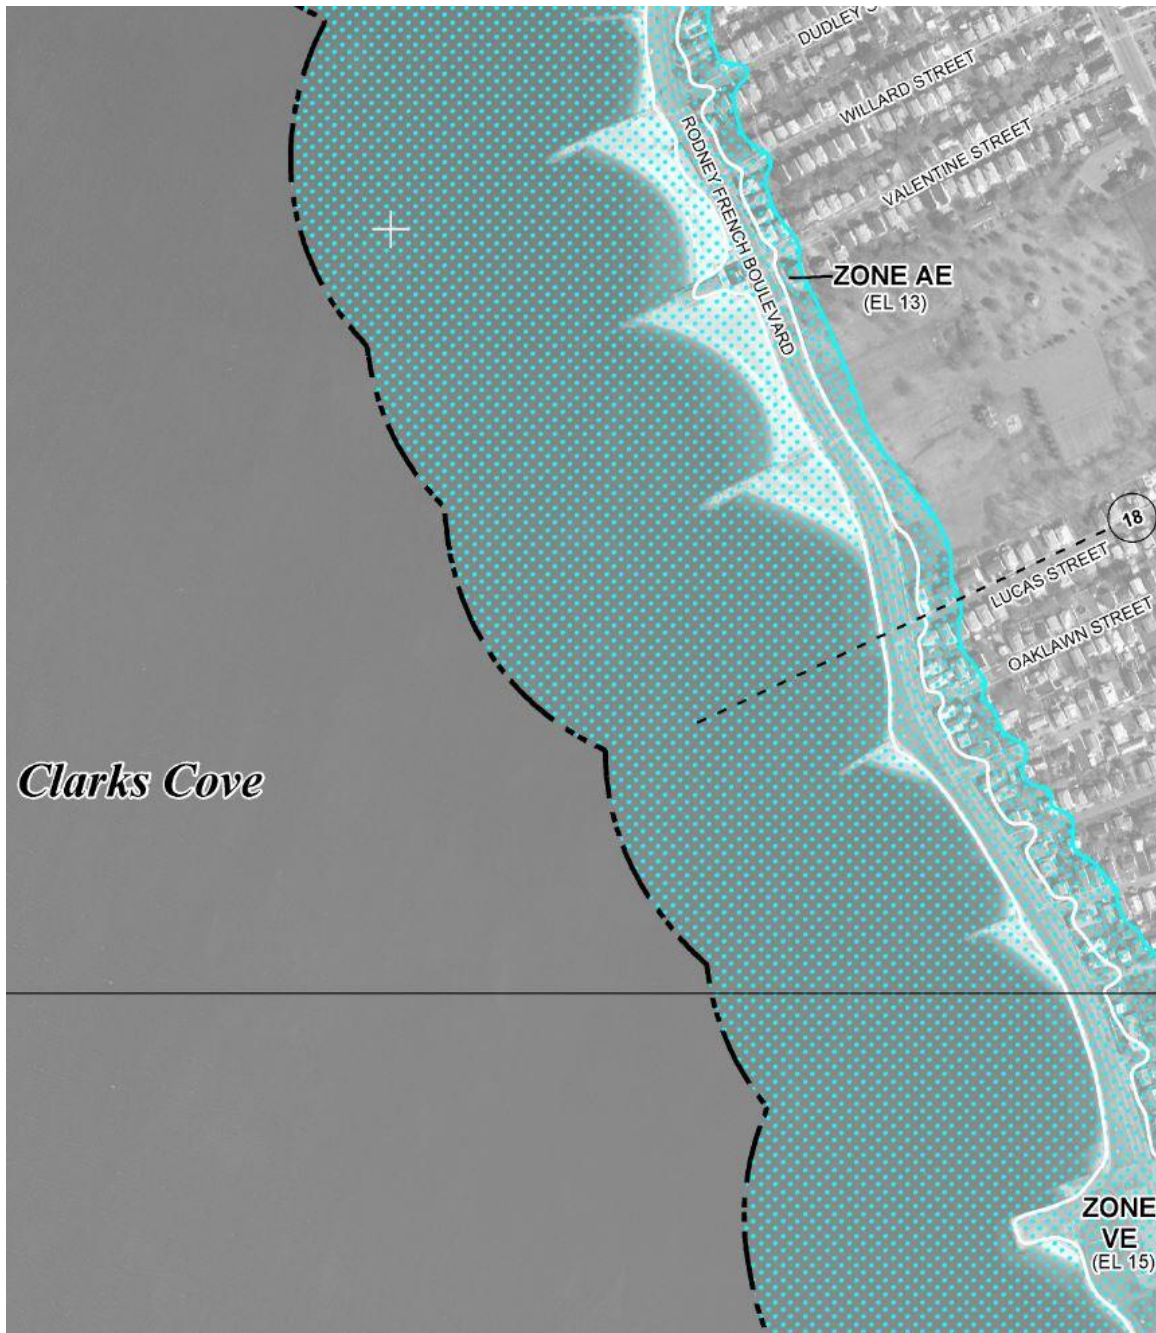 DUDLEY S
WILLARD STREET
VALENTINE STREET
RODNEY FRENCH BOULEVARD
ZONE AE
(EL 13)
18
LUCAS STREET
OAKLAWN STREET
Clarks Cove
ZONE
VE
(EL 15)